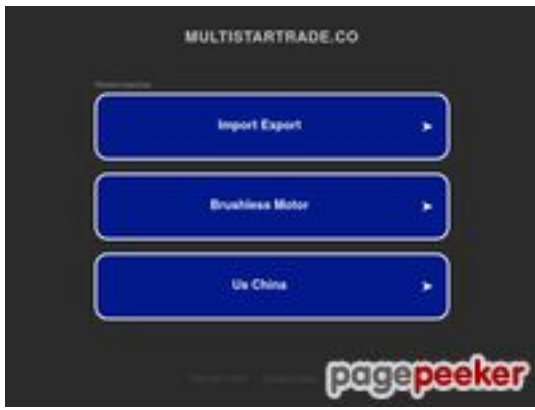 MULTISTARTRADE.CO
Import Export
Brushless Motor
Us China
pagepeeker